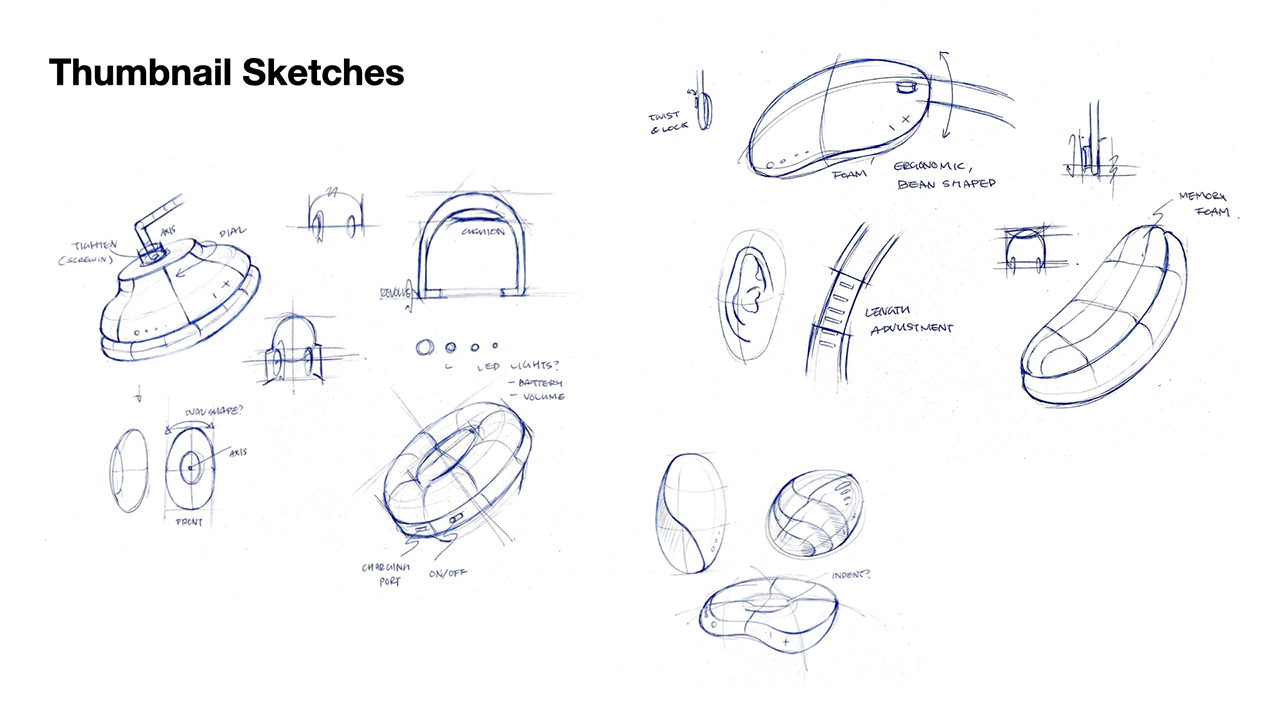 Thumbnail Sketches
TIGHTEN
(SCREW IN)
AXIS
DIAL
CUSHION
REVOLVE
LED LIGHTS?
- BATTERY
- VOLUME
OVAL SHAPE?
AXIS
FRONT
CHARGING
PORT
ON/OFF
TWIST
& LOCK
FOAM
ERGONOMIC,
BEAN SHAPED
MEMORY
FOAM
LENGTH
ADJUSTMENT
INDENT?